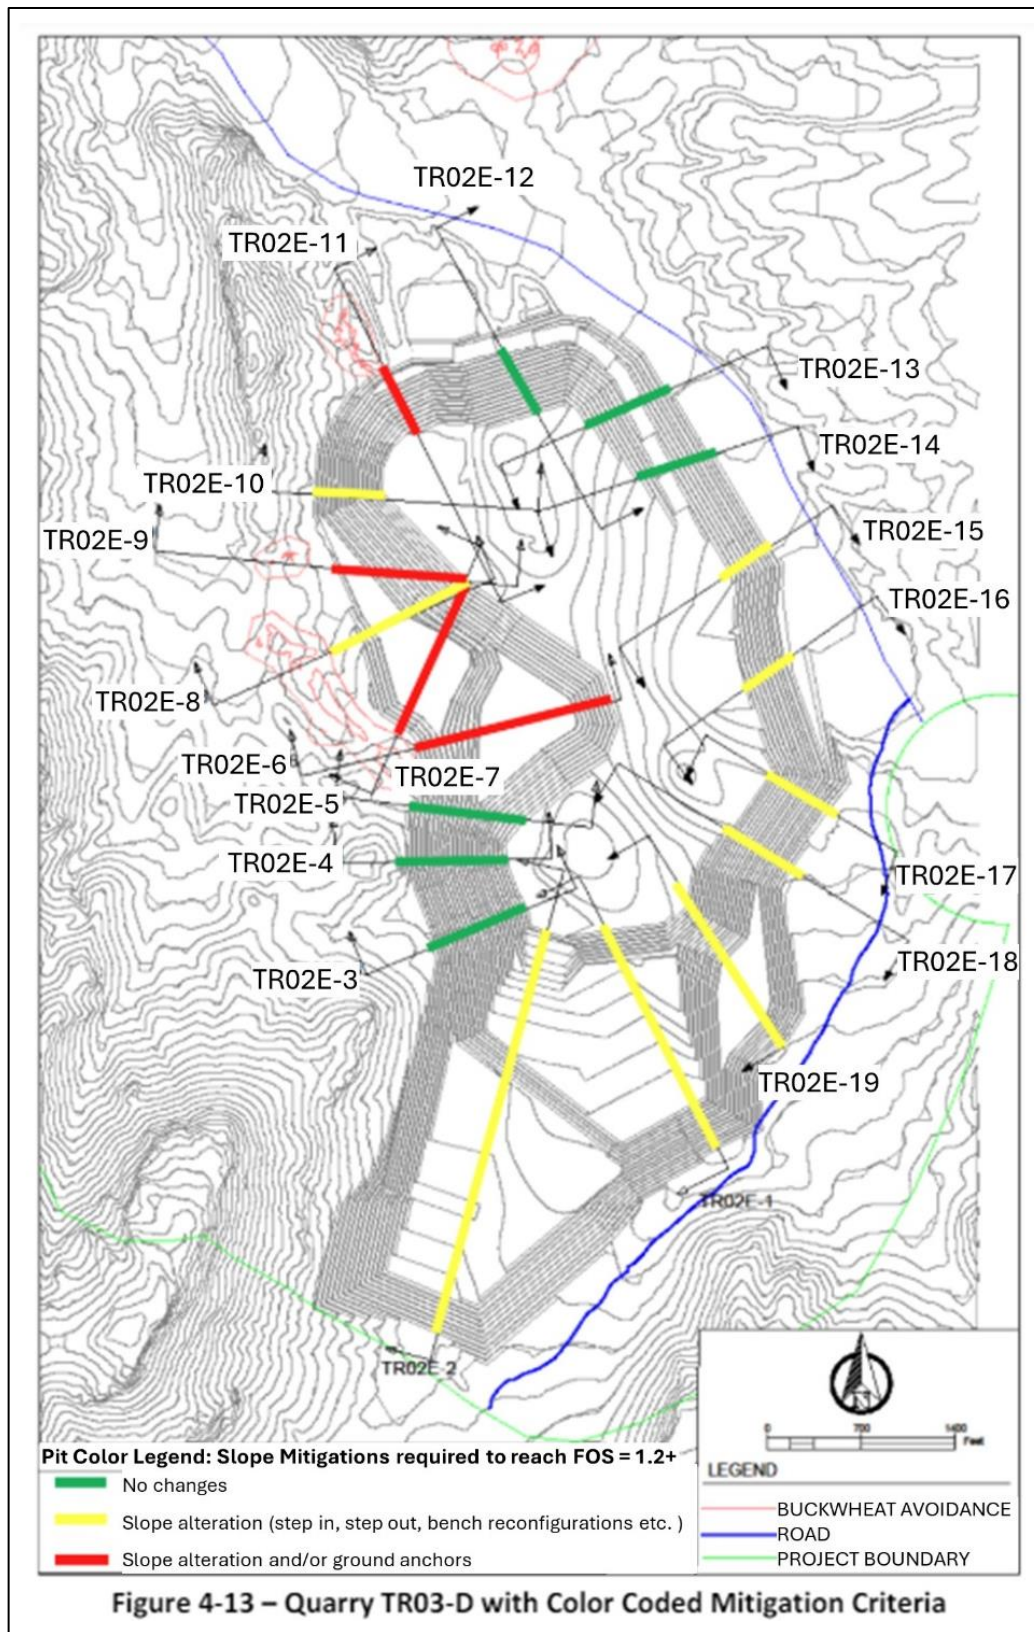 TR02E-12
TR02E-11
TR02E-13
TR02E-14
TR02E-10
TR02E-9
TR02E-15
TR02E-16
TR02E-8
TR02E-6
TR02E-7
TR02E-5
TR02E-4
TR02E-17
TR02E-3
TR02E-18
TR02E-19
TR02E-1
TR02E-2
N
0 700 1400
Feet
Pit Color Legend: Slope Mitigations required to reach FOS = 1.2+
No changes
Slope alteration (step in, step out, bench reconfigurations etc. )
Slope alteration and/or ground anchors
LEGEND
BUCKWHEAT AVOIDANCE
ROAD
PROJECT BOUNDARY
Figure 4-13 – Quarry TR03-D with Color Coded Mitigation Criteria